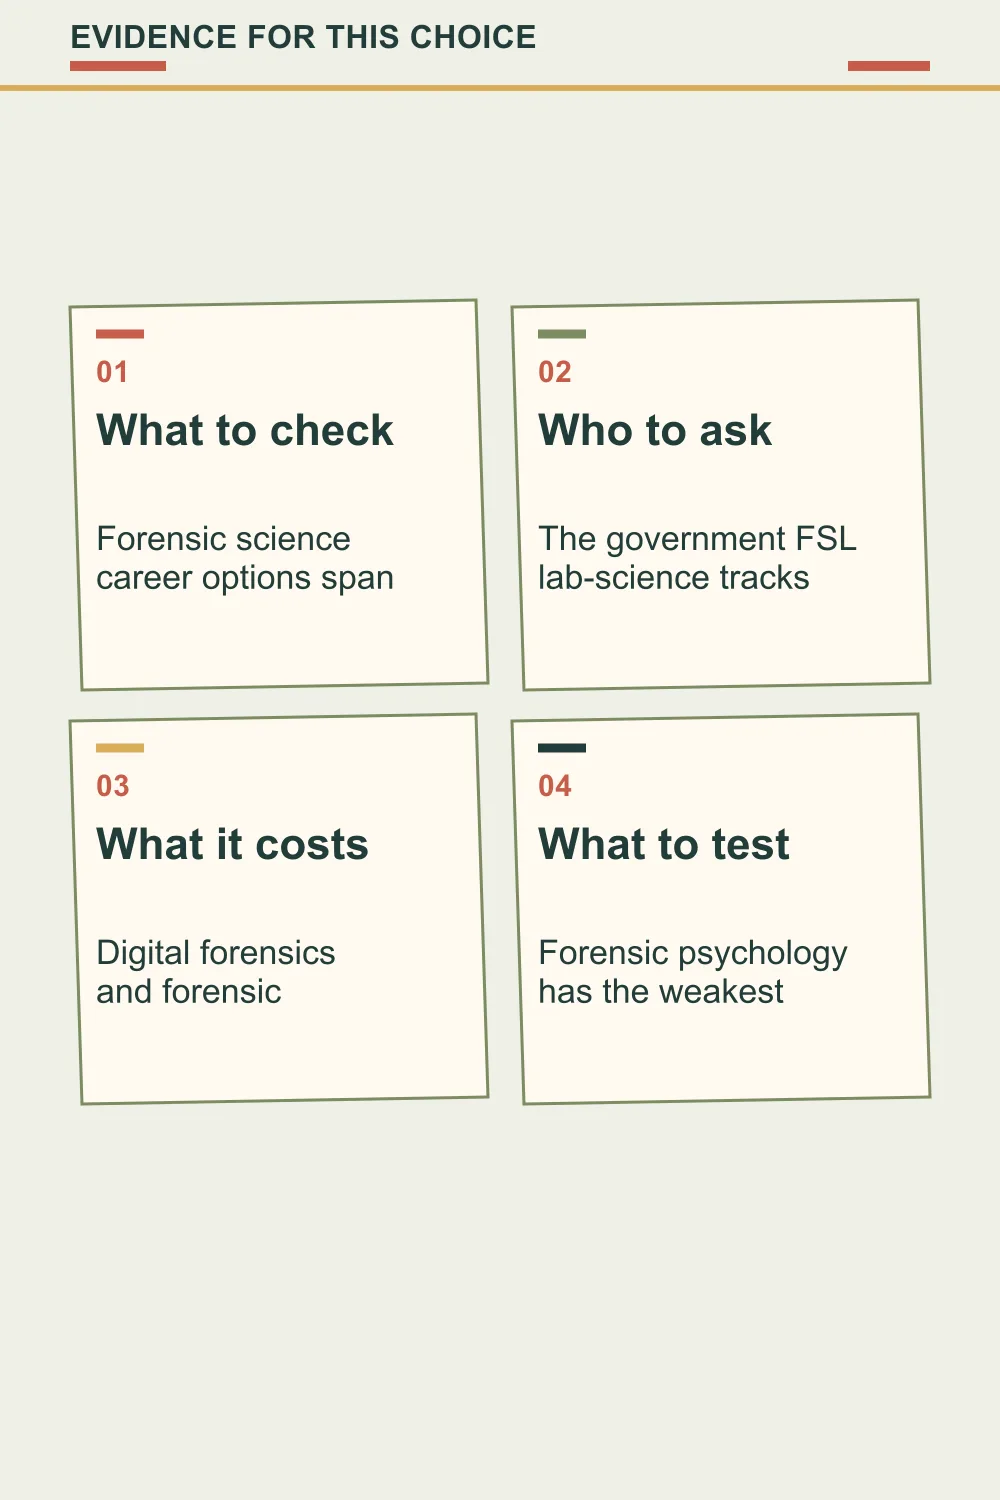 EVIDENCE FOR THIS CHOICE
01
What to check
Forensic science
career options span
02
Who to ask
The government FSL
lab-science tracks
03
What it costs
Digital forensics
and forensic
04
What to test
Forensic psychology
has the weakest